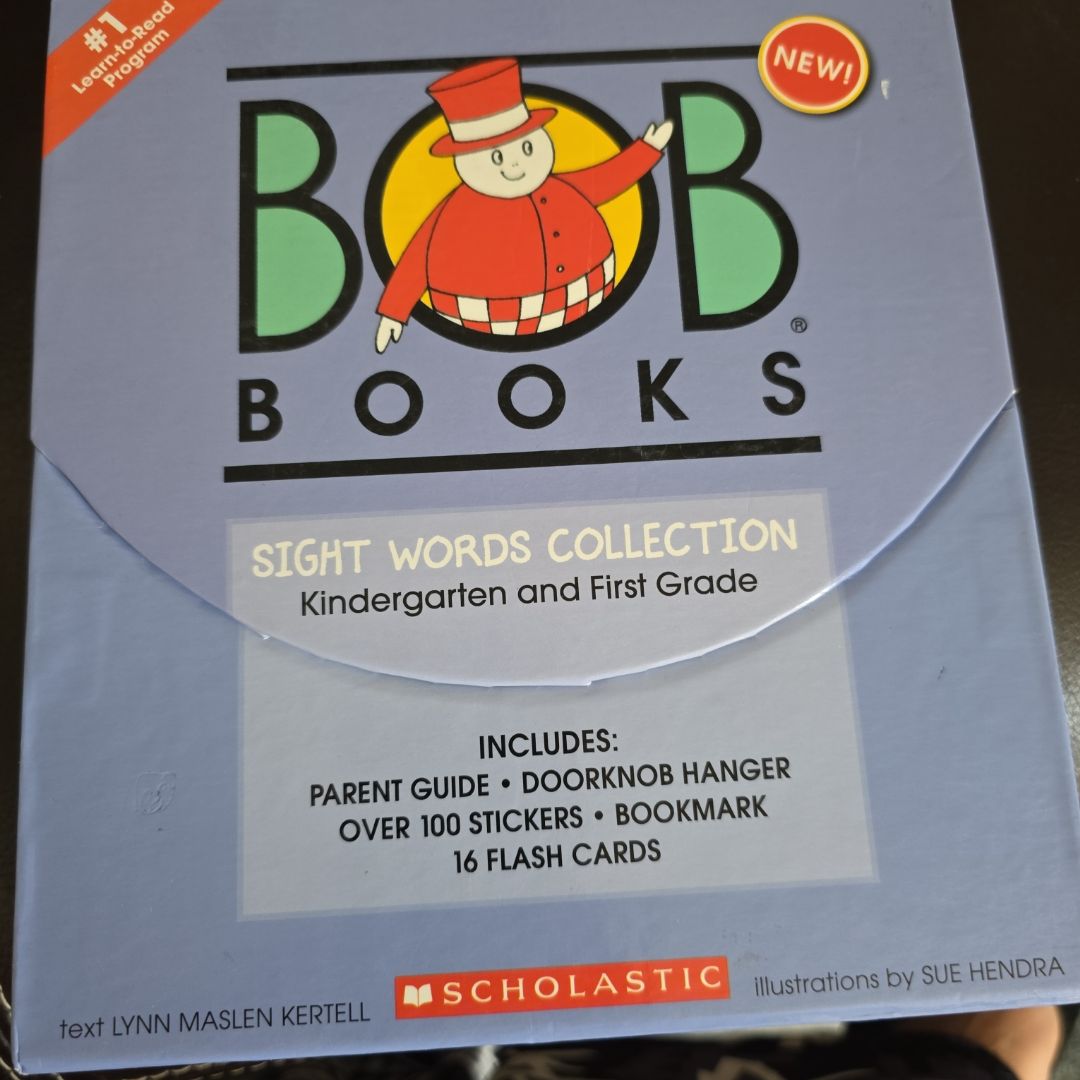 #1
Learn-to-Read
Program
NEW!
BOB
®
BOOKS
SIGHT WORDS COLLECTION
Kindergarten and First Grade
INCLUDES:
PARENT GUIDE • DOORKNOB HANGER
OVER 100 STICKERS • BOOKMARK
16 FLASH CARDS
text LYNN MASLEN KERTELL
SCHOLASTIC
illustrations by SUE HENDRA